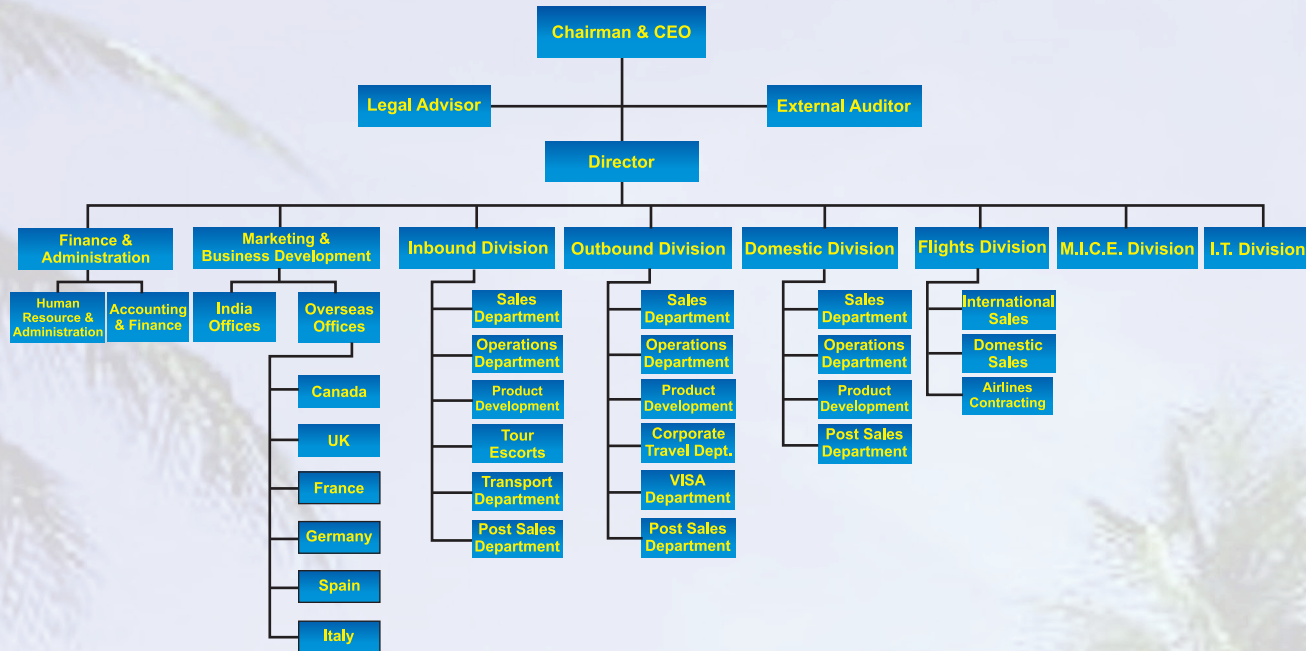 Chairman & CEO
Legal Advisor
External Auditor
Director
Finance &
Administration
Marketing &
Business Development
Inbound Division
Outbound Division
Domestic Division
Flights Division
M.I.C.E. Division
I.T. Division
Human
Resource &
Administration
Accounting
& Finance
India
Offices
Overseas
Offices
Canada
UK
France
Germany
Spain
Italy
Sales
Department
Operations
Department
Product
Development
Tour
Escorts
Transport
Department
Post Sales
Department
Sales
Department
Operations
Department
Product
Development
Corporate
Travel Dept.
VISA
Department
Post Sales
Department
Sales
Department
Operations
Department
Product
Development
Post Sales
Department
International
Sales
Domestic
Sales
Airlines
Contracting